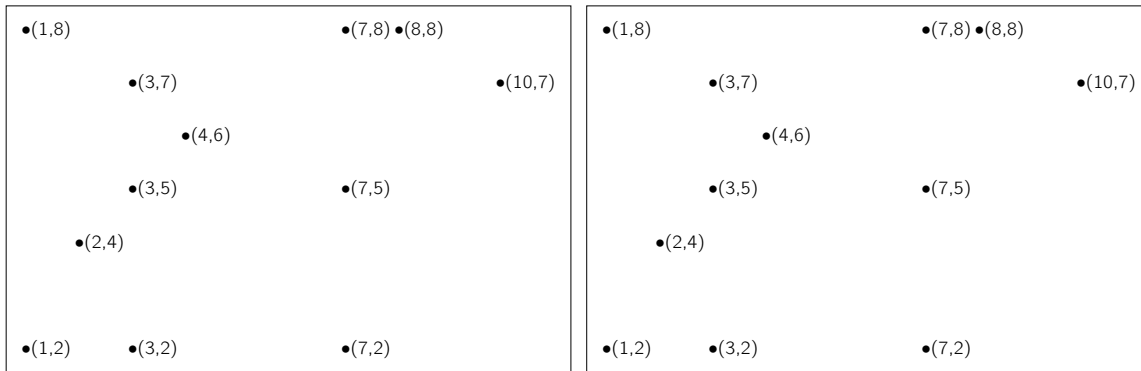 (1,8) (7,8) (8,8)
(3,7) (10,7)
(4,6)
(3,5) (7,5)
(2,4)
(1,2) (3,2) (7,2)
(1,8) (7,8) (8,8)
(3,7) (10,7)
(4,6)
(3,5) (7,5)
(2,4)
(1,2) (3,2) (7,2)